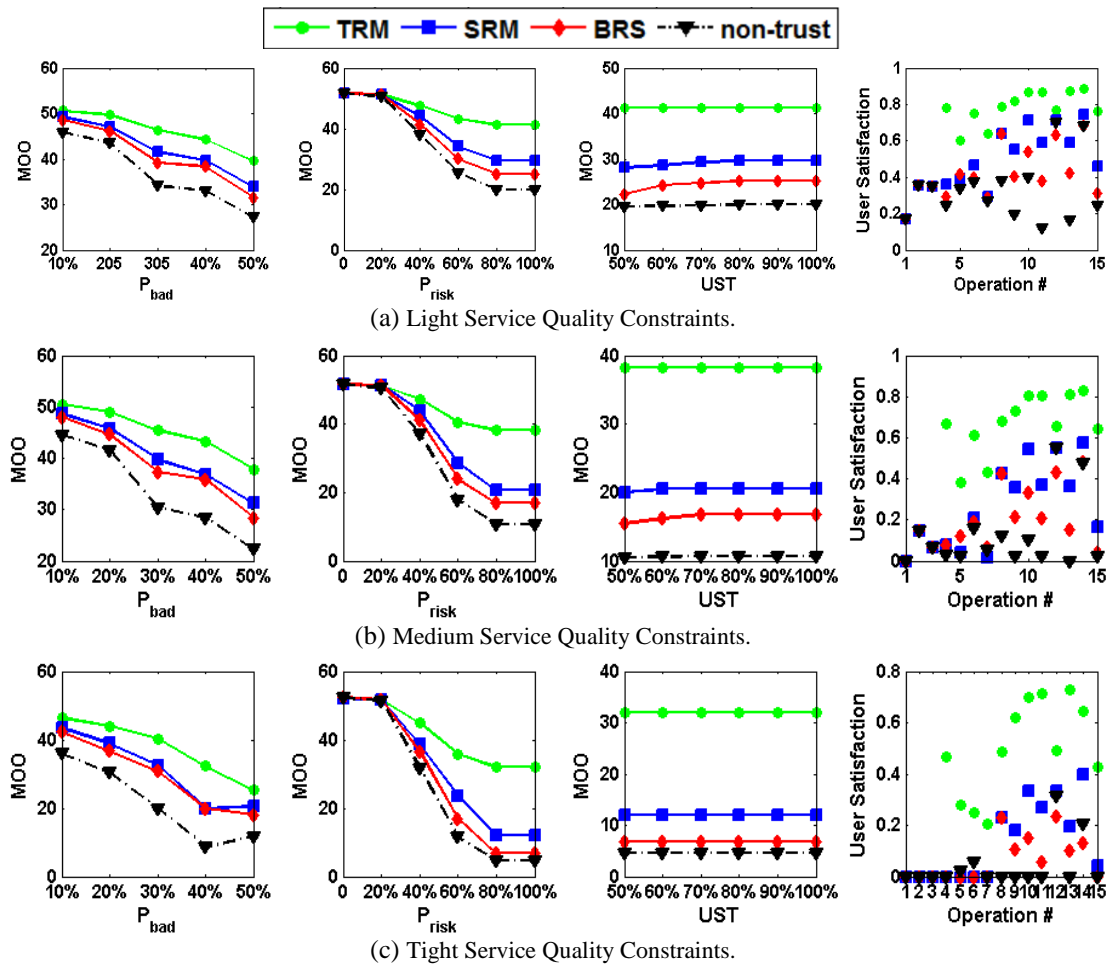 TRM SRM BRS non-trust
60
50
40
30
20
MOO
10% 205 305 40% 50%
P_bad
60
40
20
0
MOO
0 20% 40% 60% 80% 100%
P_risk
50
40
30
20
10
MOO
50% 60% 70% 80% 90% 100%
UST
1
0.8
0.6
0.4
0.2
0
User Satisfaction
1 5 10 15
Operation #
(a) Light Service Quality Constraints.
60
50
40
30
20
MOO
10% 20% 30% 40% 50%
P_bad
60
40
20
0
MOO
0 20% 40% 60% 80% 100%
P_risk
40
30
20
10
MOO
50% 60% 70% 80% 90% 100%
UST
1
0.8
0.6
0.4
0.2
0
User Satisfaction
1 5 10 15
Operation #
(b) Medium Service Quality Constraints.
60
40
20
0
MOO
10% 20% 30% 40% 50%
P_bad
60
40
20
0
MOO
0 20% 40% 60% 80% 100%
P_risk
40
30
20
10
0
MOO
50% 60% 70% 80% 90% 100%
UST
0.8
0.6
0.4
0.2
0
User Satisfaction
1 2 3 4 5 6 7 8 9 10 11 12 13 14 15
Operation #
(c) Tight Service Quality Constraints.